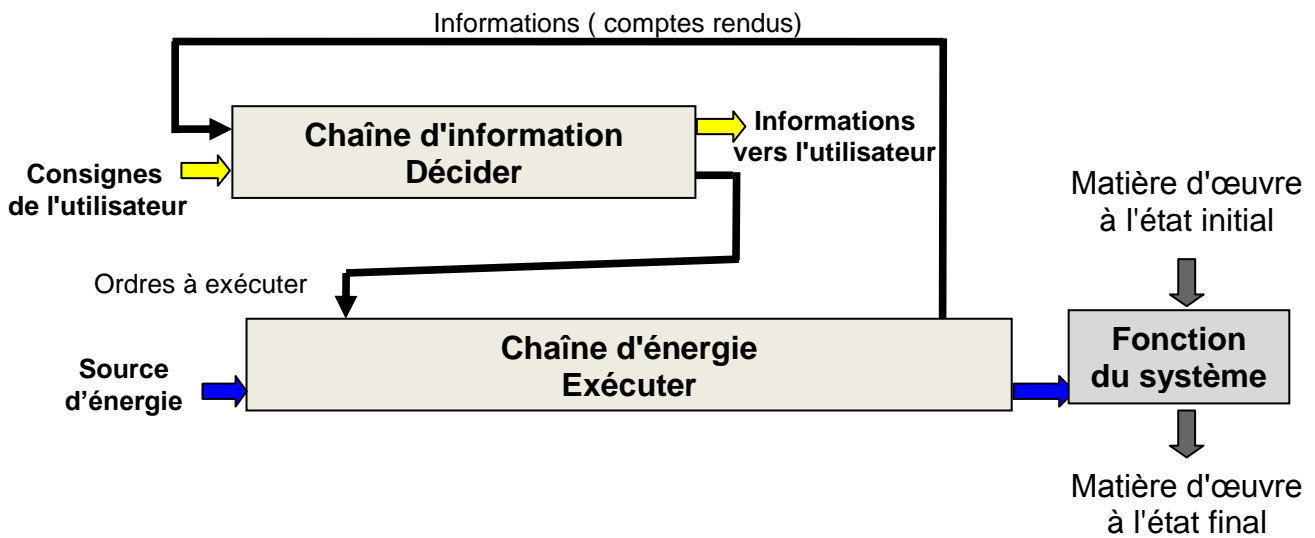 Informations ( comptes rendus)
Chaîne d'information
Décider
Informations
vers l'utilisateur
Consignes
de l'utilisateur
Matière d'œuvre
à l'état initial
Ordres à exécuter
Chaîne d'énergie
Exécuter
Source
d’énergie
Fonction
du système
Matière d'œuvre
à l'état final